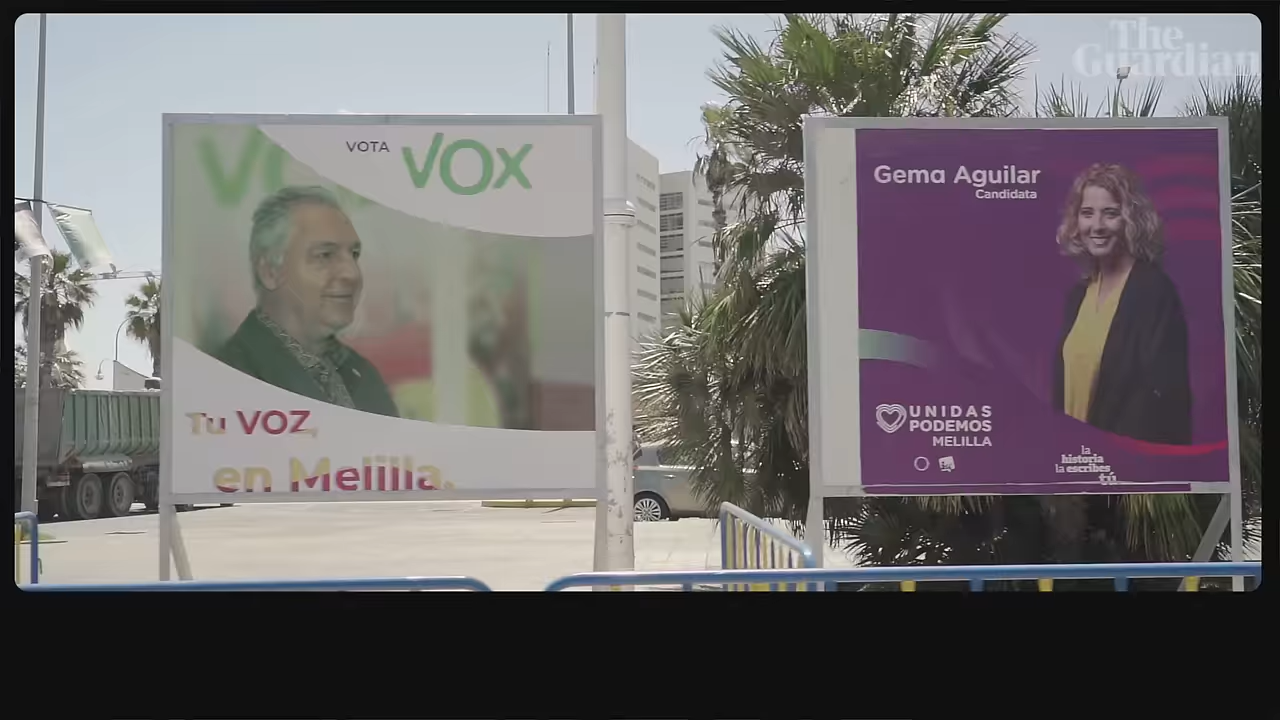 The
Guardian
VOTA VOX
Tu VOZ,
en Melilla.
Gema Aguilar
Candidata
UNIDAS
PODEMOS
MELILLA
la
historia
la escribes
tú.